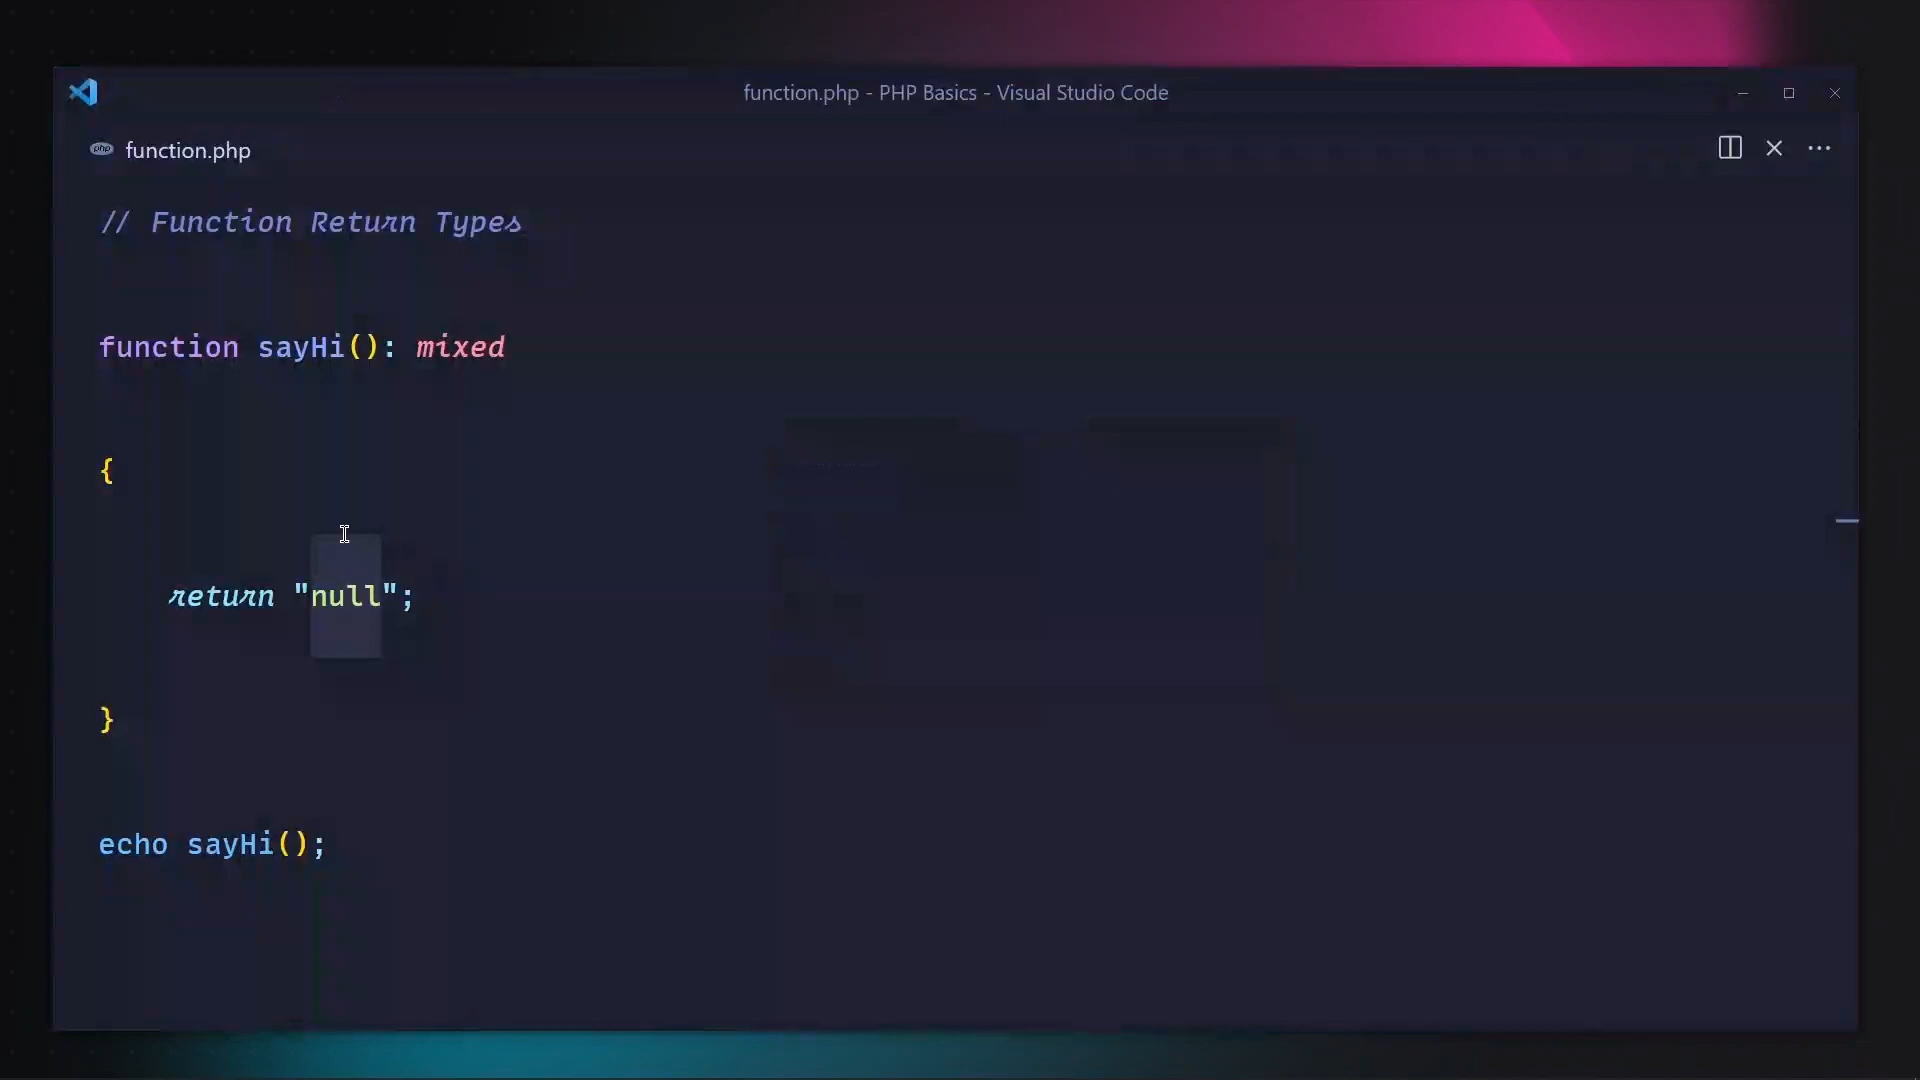 function.php - PHP Basics - Visual Studio Code
php function.php
// Function Return Types
function sayHi(): mixed
{
return "null";
}
echo sayHi();